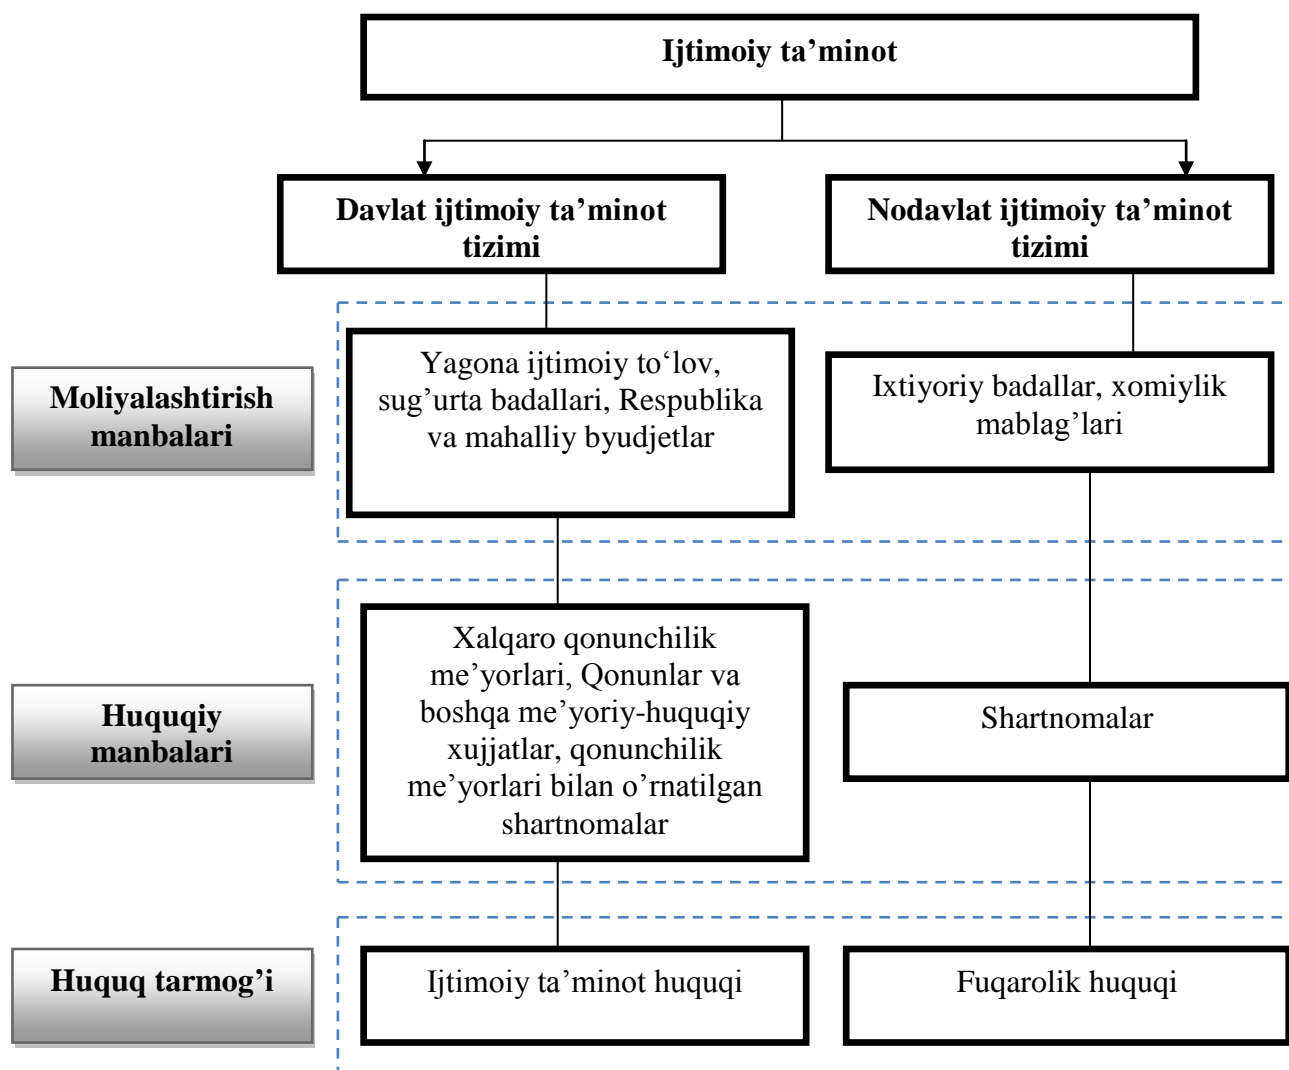 Ijtimoiy ta’minot
Davlat ijtimoiy ta’minot
tizimi
Nodavlat ijtimoiy ta’minot
tizimi
Moliyalashtirish
manbalari
Yagona ijtimoiy to‘lov,
sug’urta badallari, Respublika
va mahalliy byudjetlar
Ixtiyoriy badallar, xomiylik
mablag’lari
Huquqiy
manbalari
Xalqaro qonunchilik
me’yorlari, Qonunlar va
boshqa me’yoriy-huquqiy
xujjatlar, qonunchilik
me’yorlari bilan o’rnatilgan
shartnomalar
Shartnomalar
Huquq tarmog’i
Ijtimoiy ta’minot huquqi
Fuqarolik huquqi